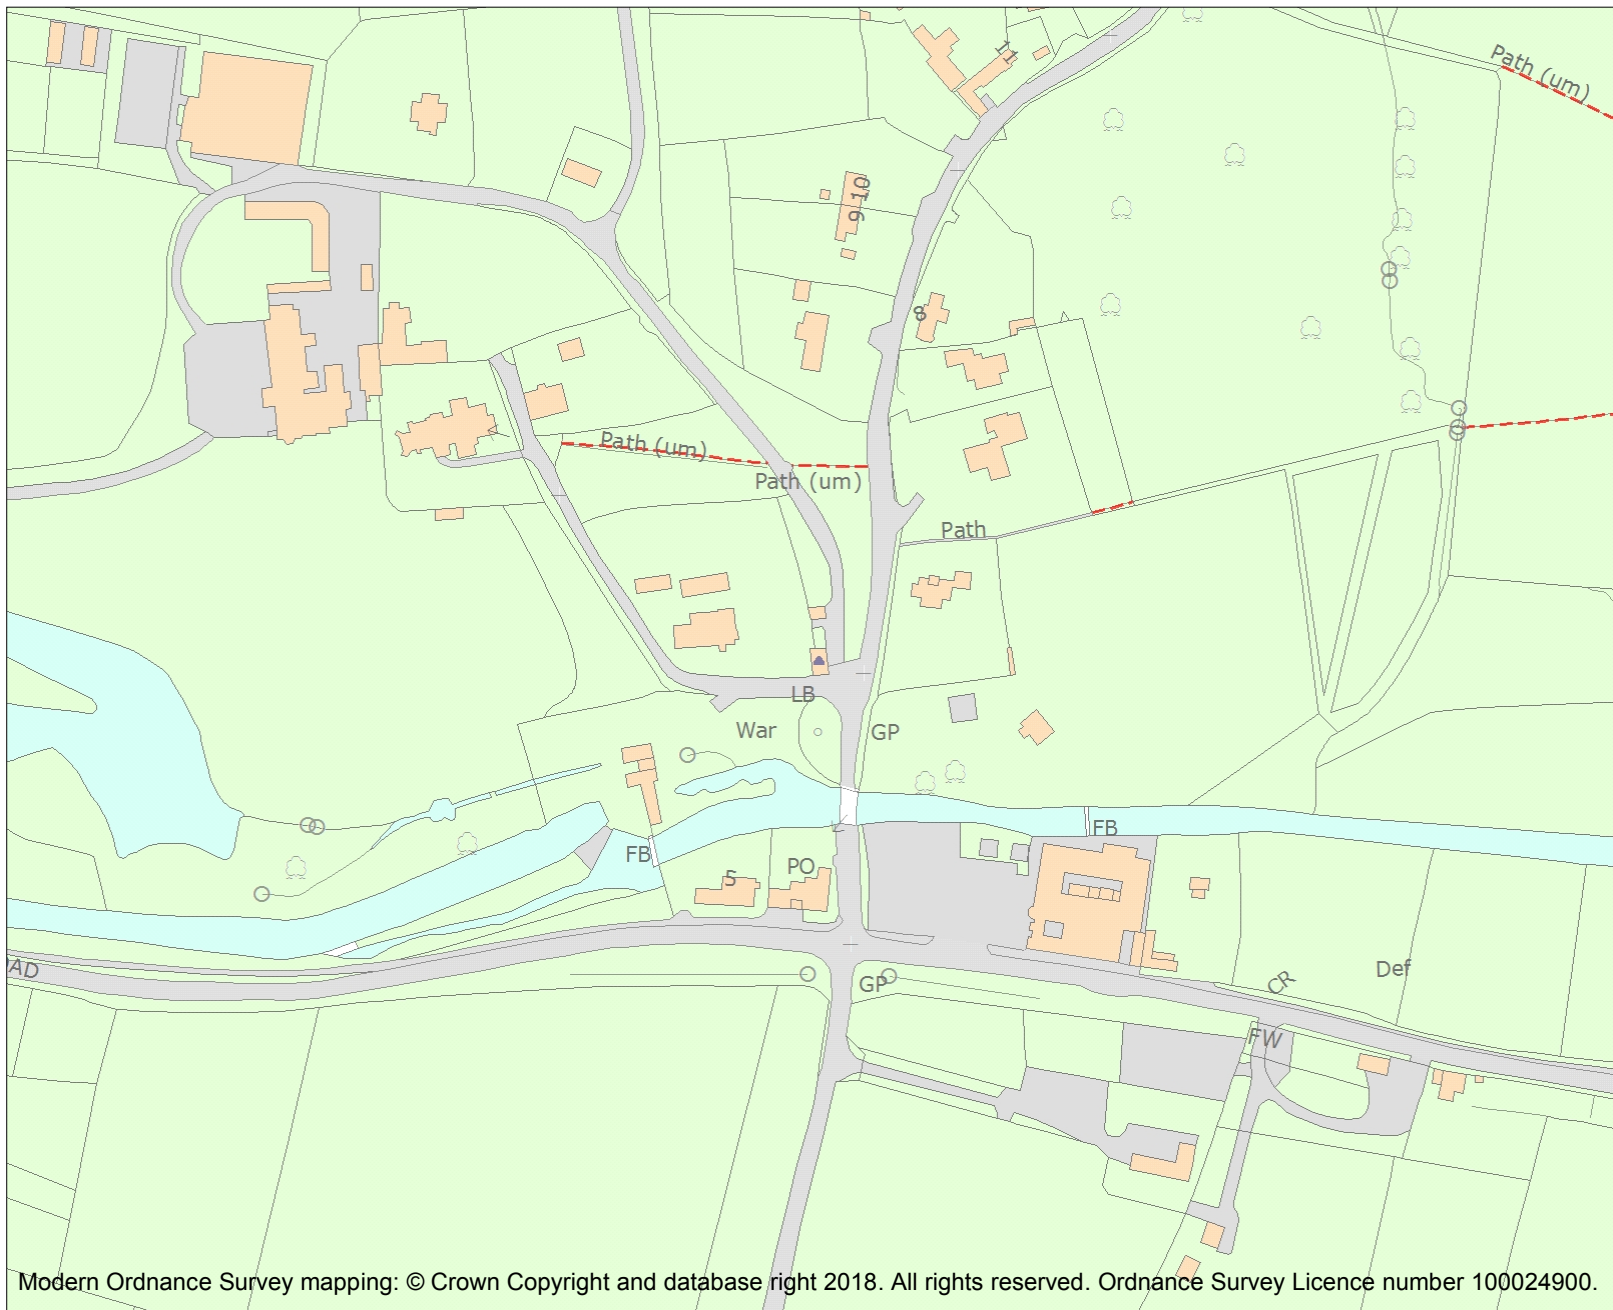 11
Path (um)
9 10
8
Path (um)
Path (um)
Path
LB
War
GP
FB
FB
PO
5
AD
GP
Def
CR
FW
Modern Ordnance Survey mapping: © Crown Copyright and database right 2018. All rights reserved. Ordnance Survey Licence number 100024900.